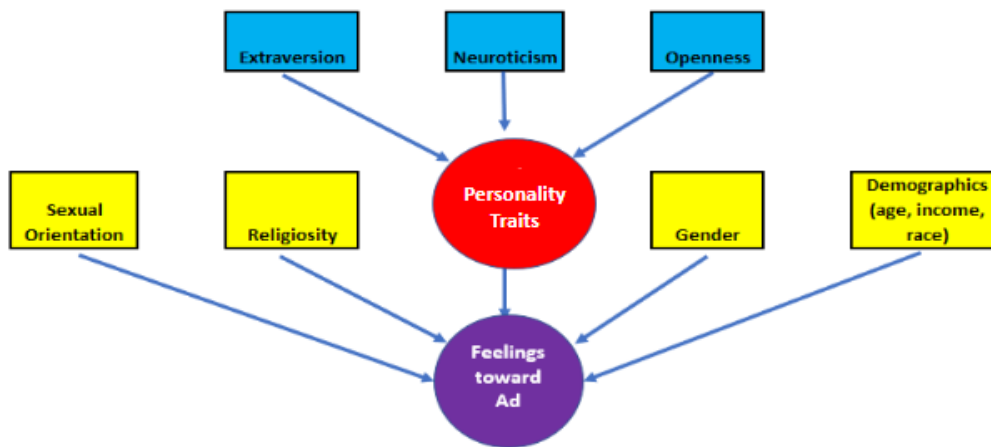 Extraversion
Neuroticism
Openness
Personality
Traits
Sexual
Orientation
Religiosity
Gender
Demographics
(age, income,
race)
Feelings
toward
Ad